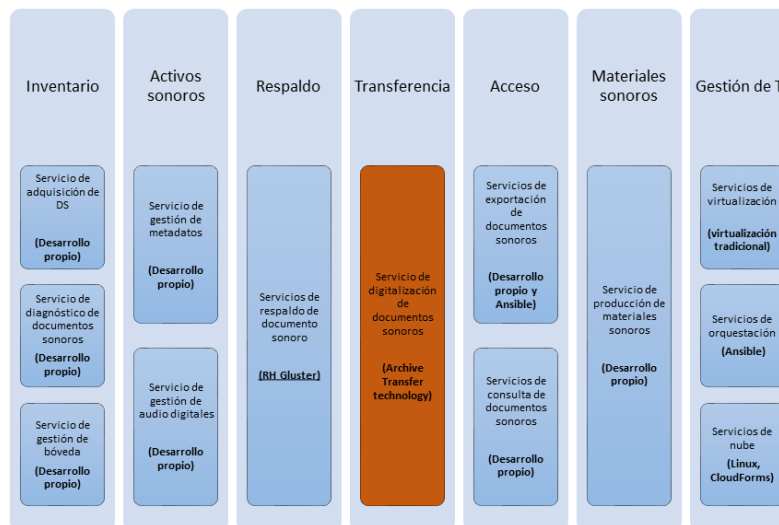 Inventario
Servicio de
adquisición de
DS
(Desarrollo
propio)
Servicio de
diagnóstico de
documentos
sonoros
(Desarrollo
propio)
Servicio de
gestión de
bóveda
(Desarrollo
propio)
Activos
sonoros
Servicio de
gestión de
metadatos
(Desarrollo
propio)
Servicio de
gestión de
audio digitales
(Desarrollo
propio)
Respaldo
Servicios de
respaldo de
documento
sonoro
(RH Gluster)
Transferencia
Servicio de
digitalización
de
documentos
sonoros
(Archive
Transfer
technology)
Acceso
Servicios de
exportación
de
documentos
sonoros
(Desarrollo
propio y
Ansible)
Servicios de
consulta de
documentos
sonoros
(Desarrollo
propio)
Materiales
sonoros
Servicio de
producción de
materiales
sonoros
(Desarrollo
propio)
Gestión de T
Servicios de
virtualización
(virtualización
tradicional)
Servicios de
orquestación
(Ansible)
Servicios de
nube
(Linux,
CloudForms)